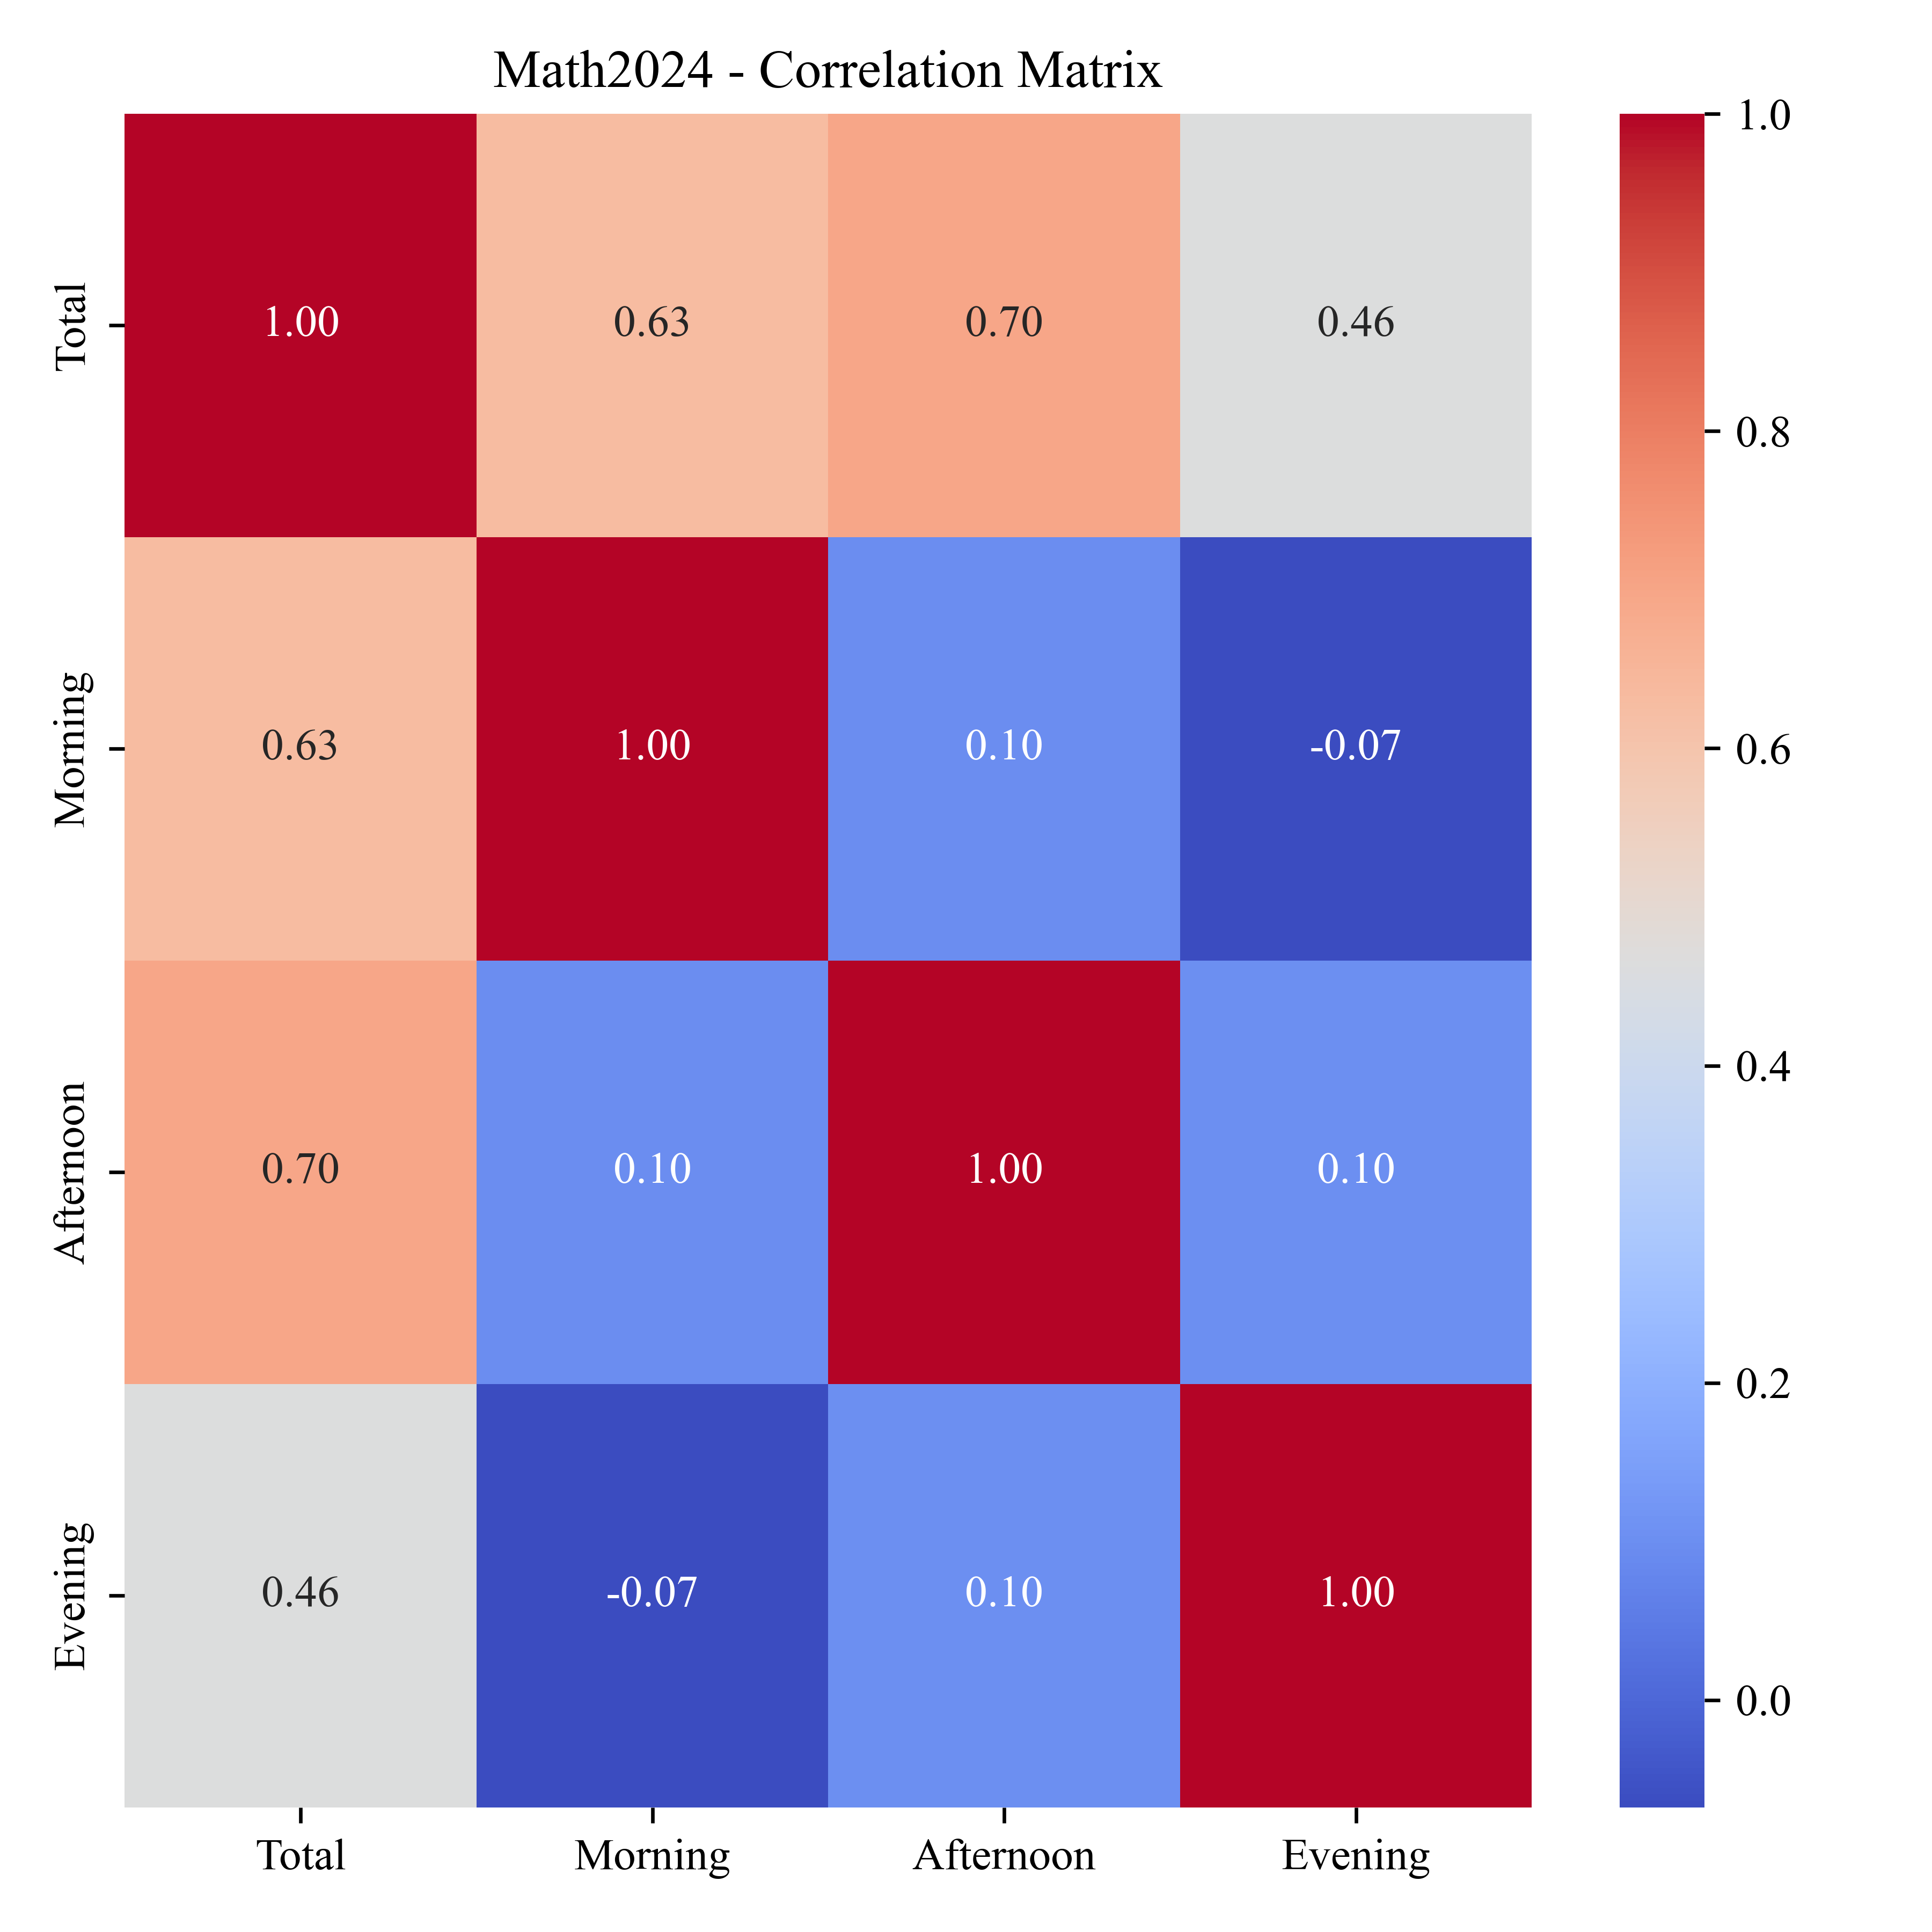 Math2024 - Correlation Matrix
Total 1.00 0.63 0.70 0.46
Morning 0.63 1.00 0.10 -0.07
Afternoon 0.70 0.10 1.00 0.10
Evening 0.46 -0.07 0.10 1.00
Total Morning Afternoon Evening
1.0
0.8
0.6
0.4
0.2
0.0